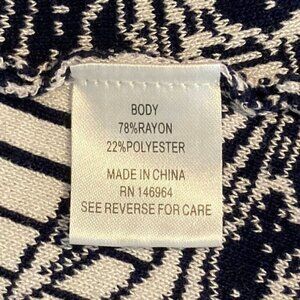 BODY
78%RAYON
22%POLYESTER
MADE IN CHINA
RN 146964
SEE REVERSE FOR CARE